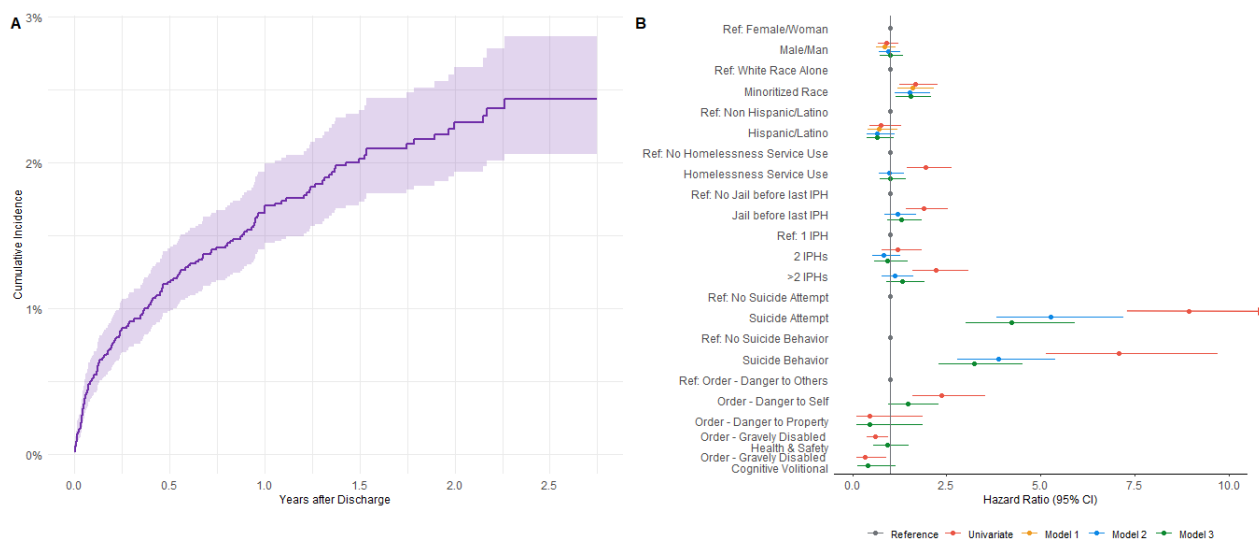 A
3%
2%
1%
0%
Cumulative Incidence
0.0 0.5 1.0 1.5 2.0 2.5
Years after Discharge
B
Ref: Female/Woman
Male/Man
Ref: White Race Alone
Minoritized Race
Ref: Non Hispanic/Latino
Hispanic/Latino
Ref: No Homelessness Service Use
Homelessness Service Use
Ref: No Jail before last IPH
Jail before last IPH
Ref: 1 IPH
2 IPHs
>2 IPHs
Ref: No Suicide Attempt
Suicide Attempt
Ref: No Suicide Behavior
Suicide Behavior
Ref: Order - Danger to Others
Order - Danger to Self
Order - Danger to Property
Order - Gravely Disabled
Health & Safety
Order - Gravely Disabled
Cognitive Volitional
0.0 2.5 5.0 7.5 10.0
Hazard Ratio (95% CI)
Reference Univariate Model 1 Model 2 Model 3